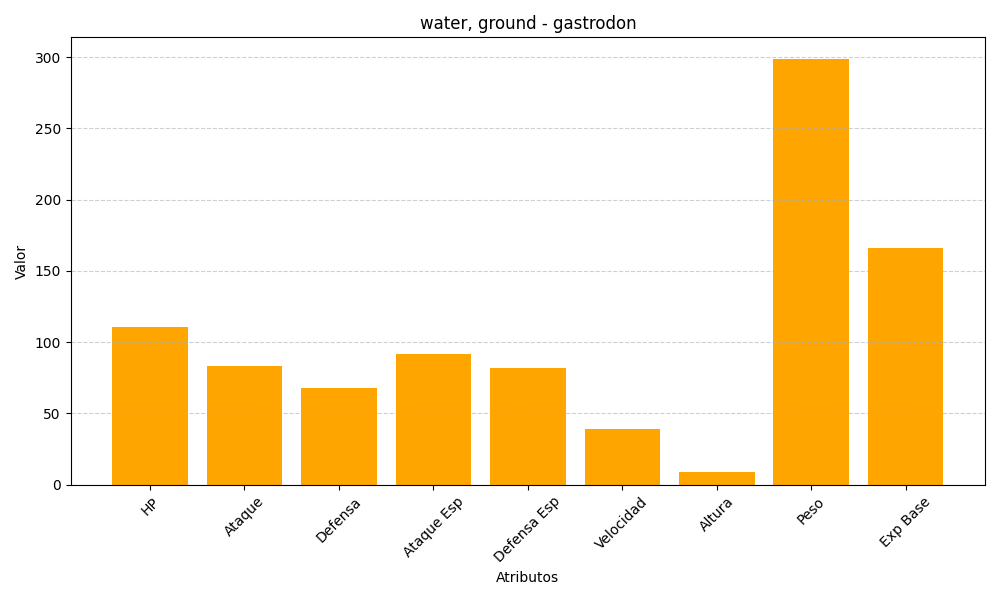 water, ground - gastrodon
Valor
300
250
200
150
100
50
0
HP
Ataque
Defensa
Ataque Esp
Defensa Esp
Velocidad
Altura
Peso
Exp Base
Atributos